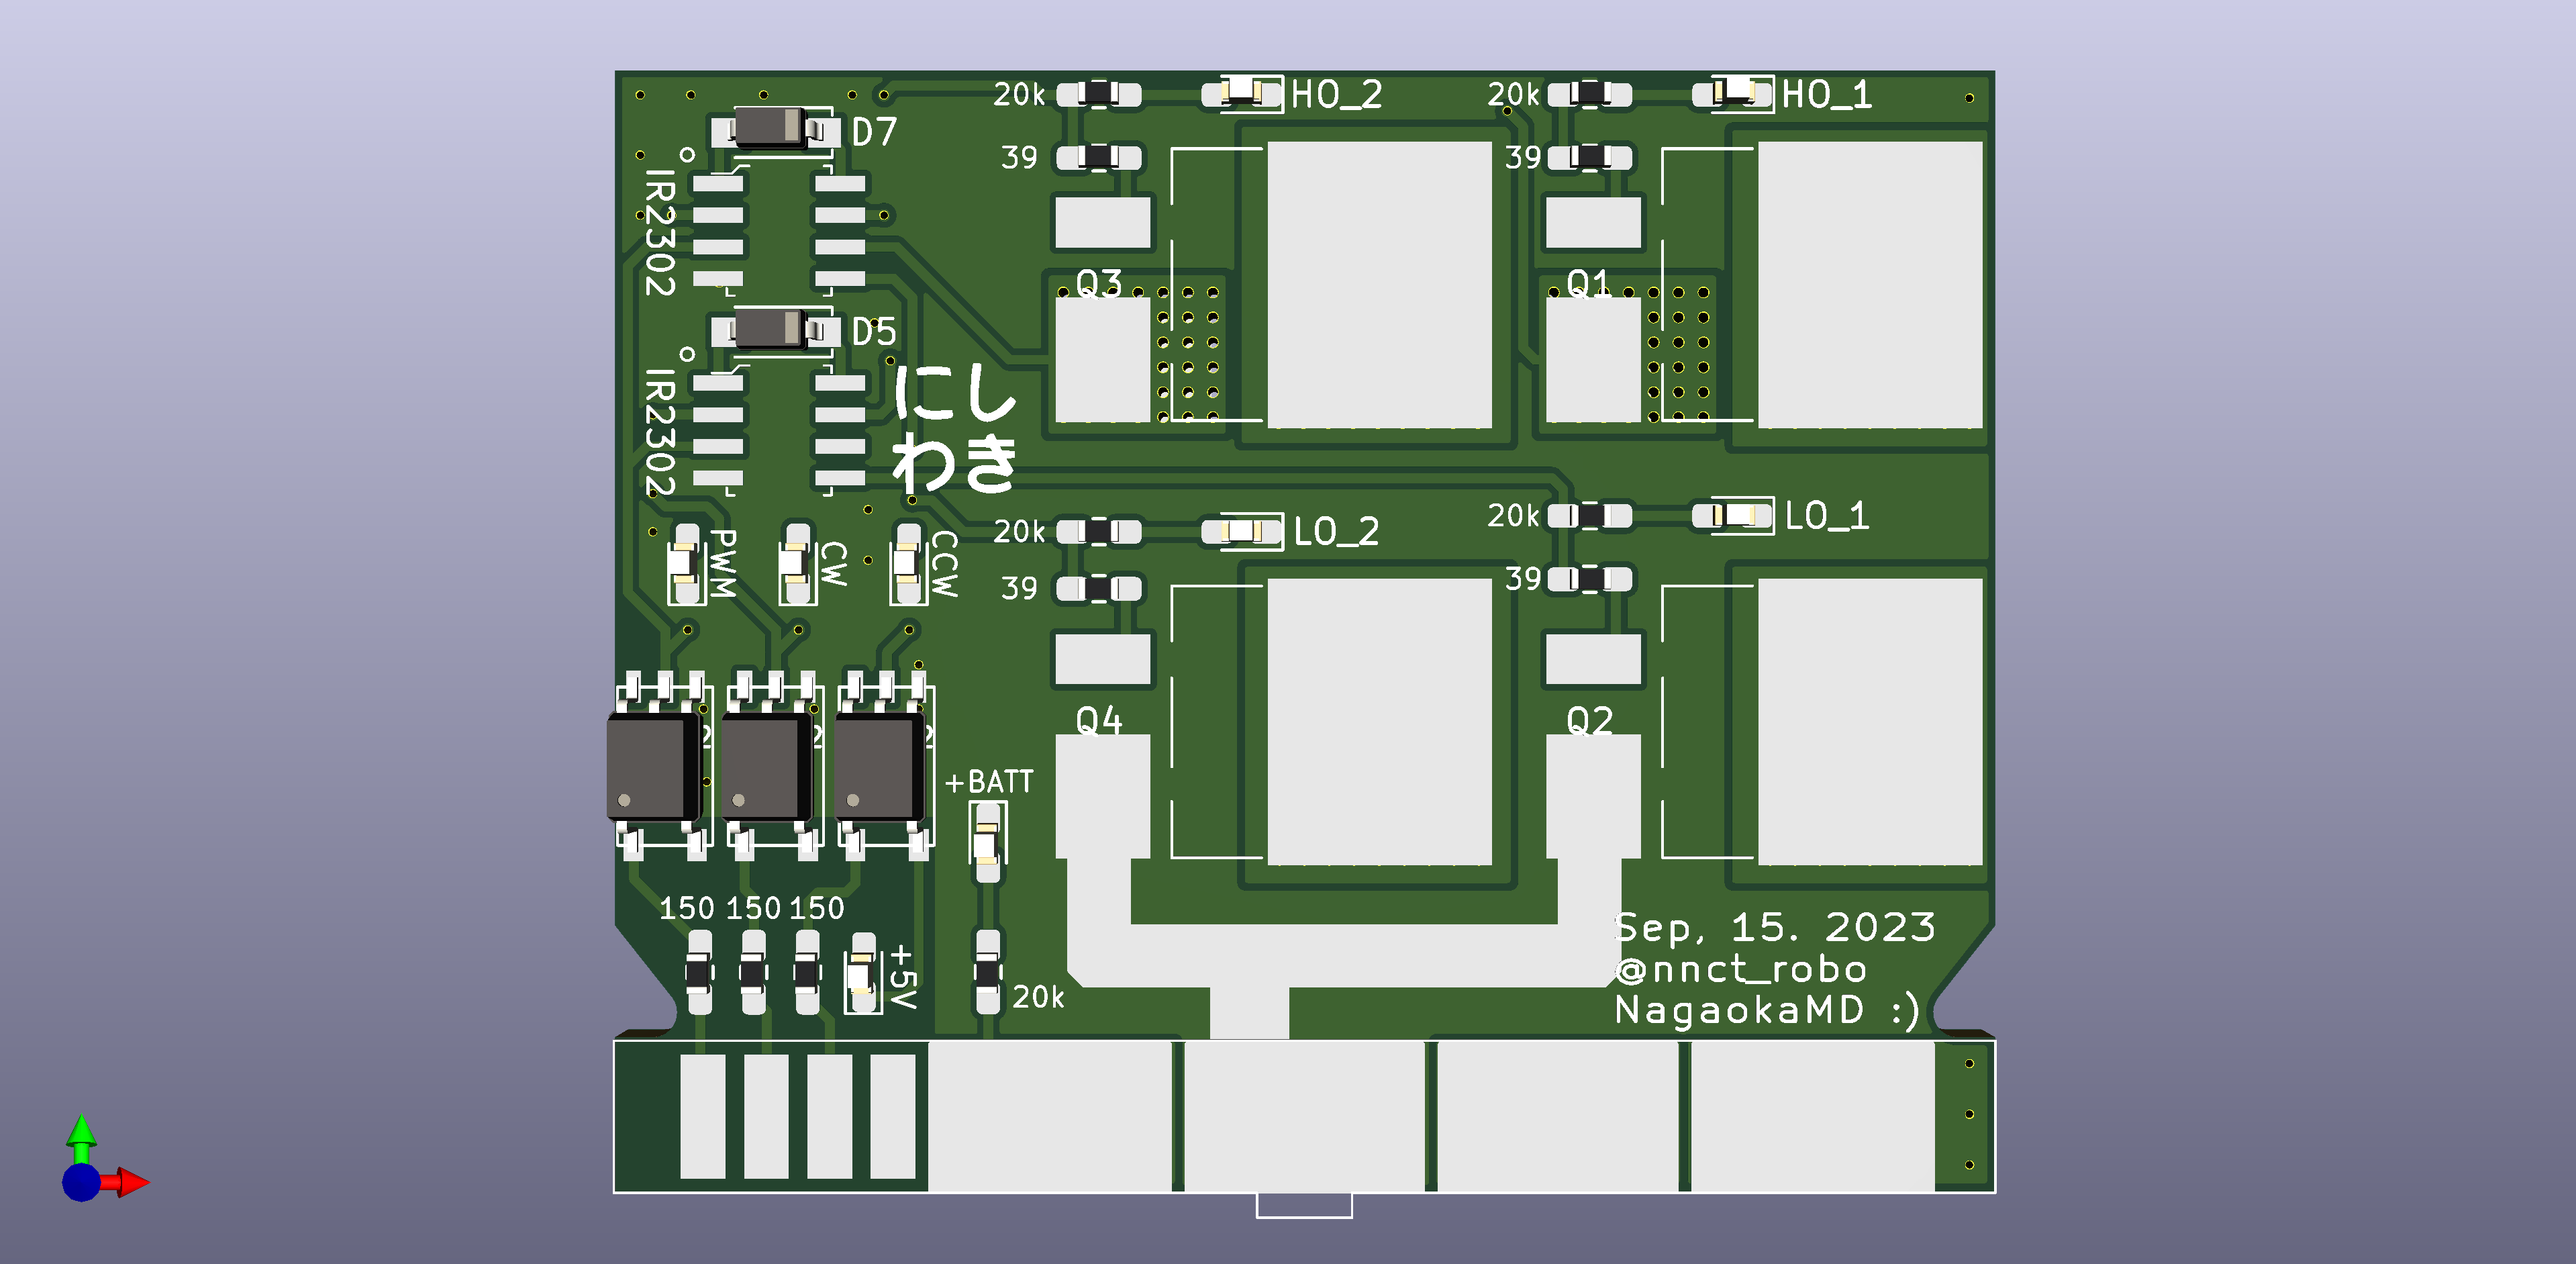 20k
HO_2
20k
HO_1
D7
39
39
IR2302
Q3
Q1
D5
IR2302
にし
わき
20k
LO_2
20k
LO_1
PWM
CW
CCW
39
39
Q4
Q2
+BATT
150
150
150
+5V
20k
Sep, 15. 2023
@nnct_robo
NagaokaMD :)